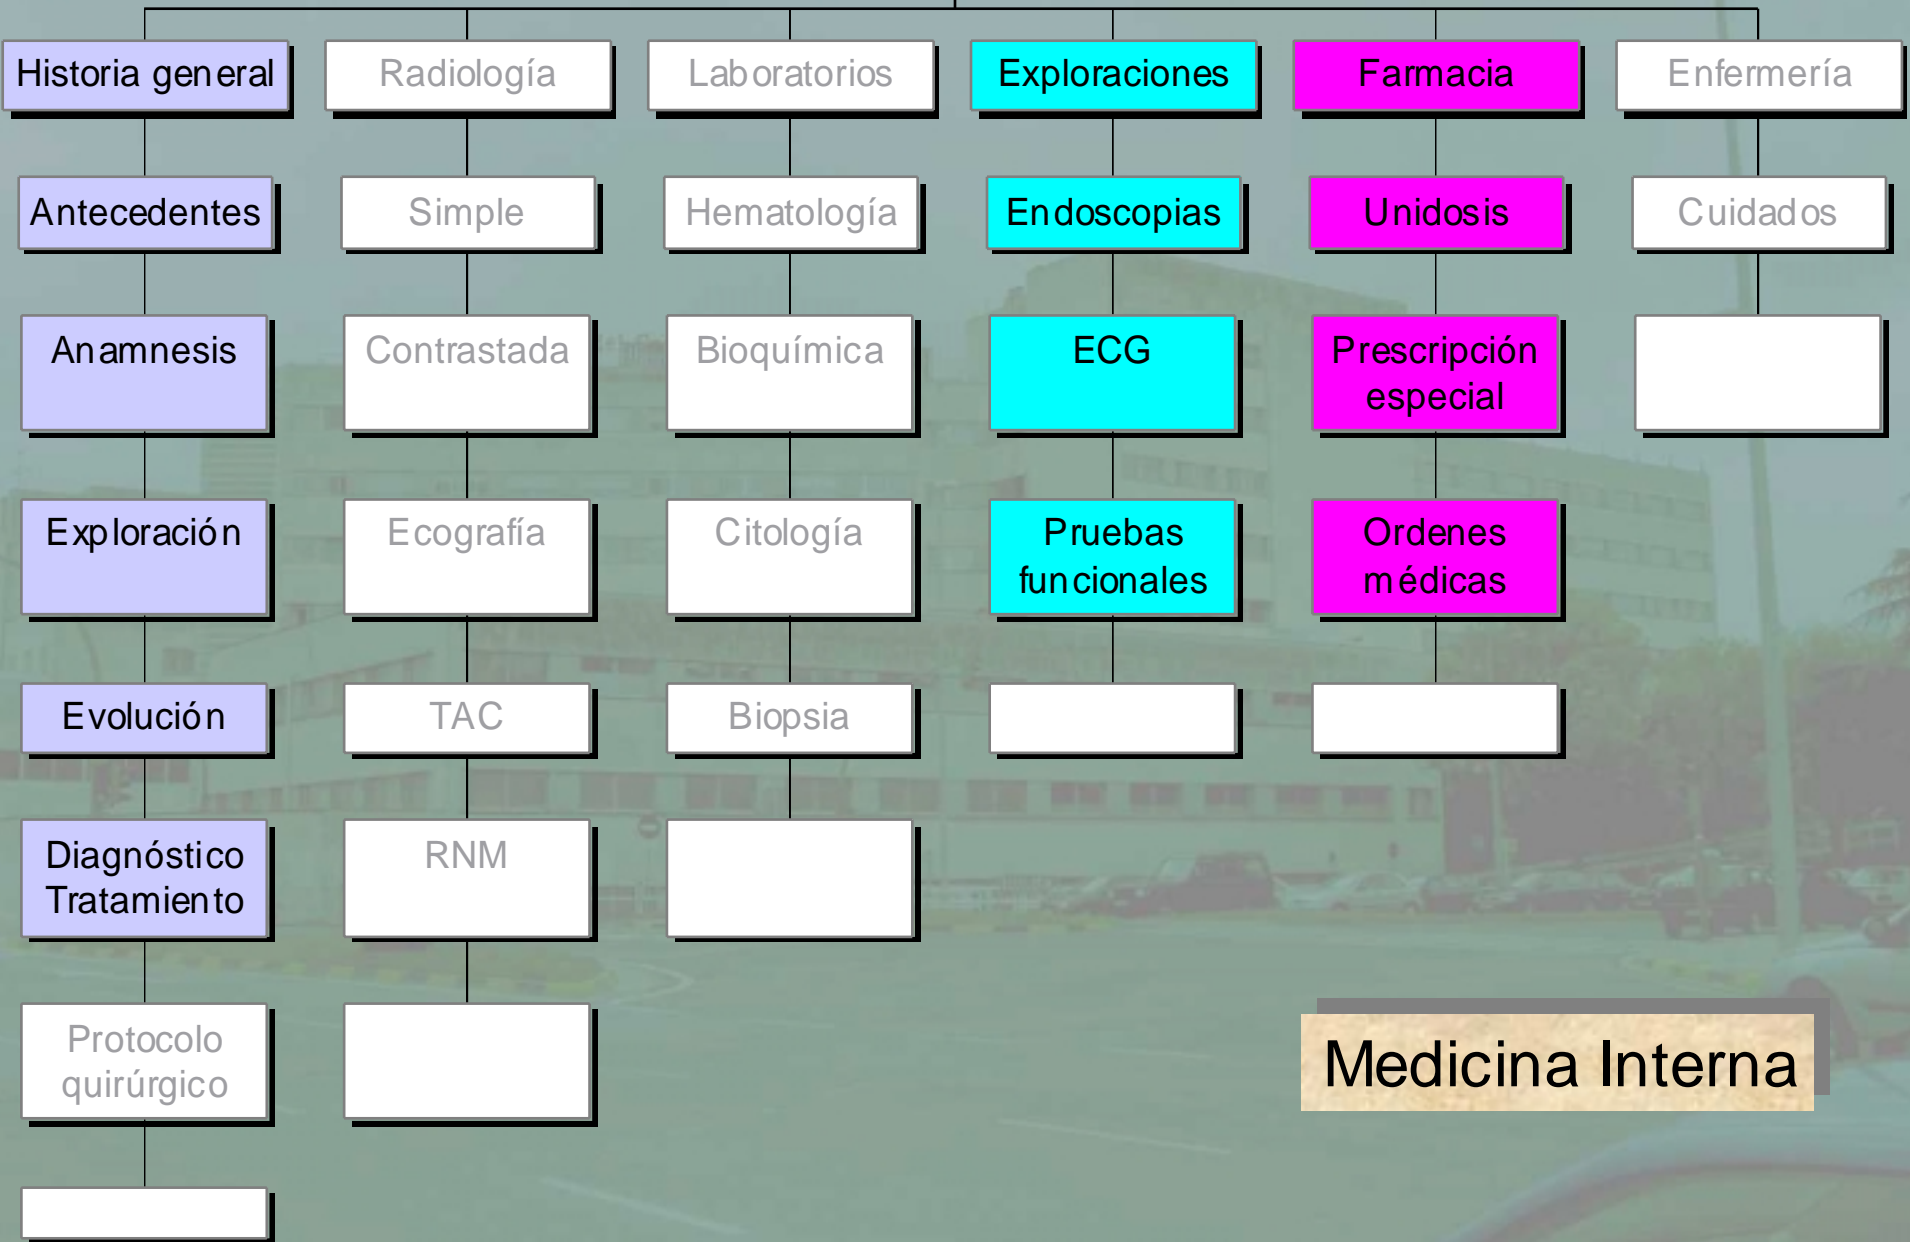 Historia general
Radiología
Laboratorios
Exploraciones
Farmacia
Enfermería
Antecedentes
Simple
Hematología
Endoscopias
Unidosis
Cuidados
Anamnesis
Contrastada
Bioquímica
ECG
Prescripción
especial
Exploración
Ecografía
Citología
Pruebas
funcionales
Ordenes
médicas
Evolución
TAC
Biopsia
Diagnóstico
Tratamiento
RNM
Protocolo
quirúrgico
Medicina Interna